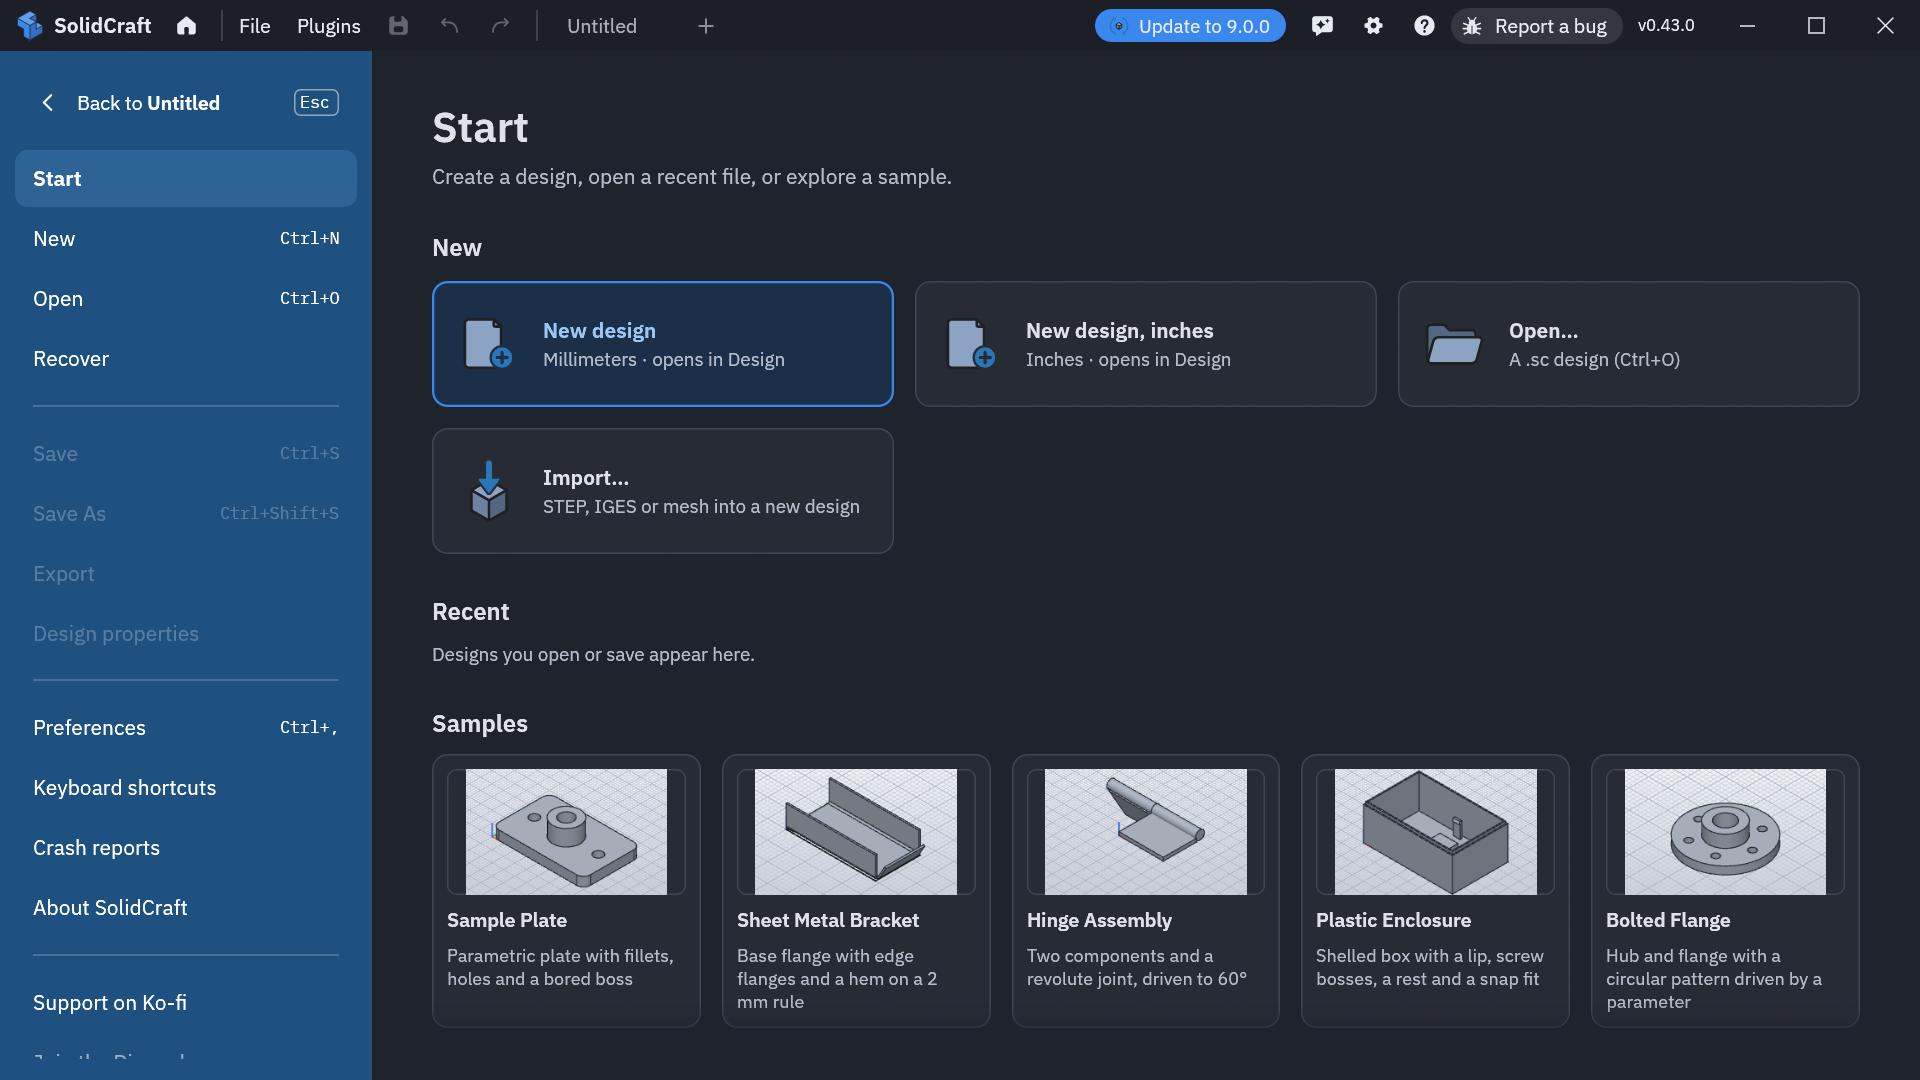 SolidCraft
File
Plugins
Untitled
Update to 9.0.0
Report a bug
v0.43.0
Back to Untitled
Esc
Start
New
Ctrl+N
Open
Ctrl+O
Recover
Save
Ctrl+S
Save As
Ctrl+Shift+S
Export
Design properties
Preferences
Ctrl+,
Keyboard shortcuts
Crash reports
About SolidCraft
Support on Ko-fi
Start
Create a design, open a recent file, or explore a sample.
New
New design
Millimeters · opens in Design
New design, inches
Inches · opens in Design
Open...
A .sc design (Ctrl+O)
Import...
STEP, IGES or mesh into a new design
Recent
Designs you open or save appear here.
Samples
Sample Plate
Parametric plate with fillets,
holes and a bored boss
Sheet Metal Bracket
Base flange with edge
flanges and a hem on a 2
mm rule
Hinge Assembly
Two components and a
revolute joint, driven to 60°
Plastic Enclosure
Shelled box with a lip, screw
bosses, a rest and a snap fit
Bolted Flange
Hub and flange with a
circular pattern driven by a
parameter